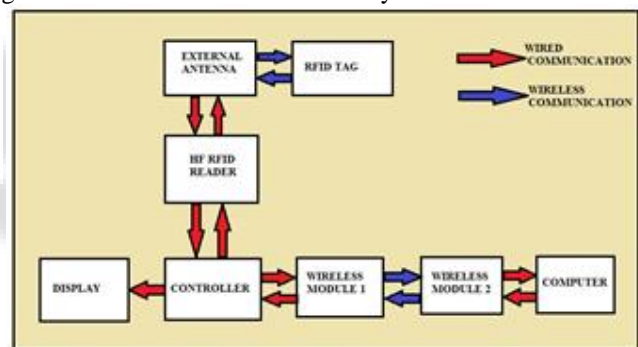 EXTERNAL
ANTENNA
RFID TAG
WIRED
COMMUNICATION
WIRELESS
COMMUNICATION
HF RFID
READER
DISPLAY
CONTROLLER
WIRELESS
MODULE 1
WIRELESS
MODULE 2
COMPUTER